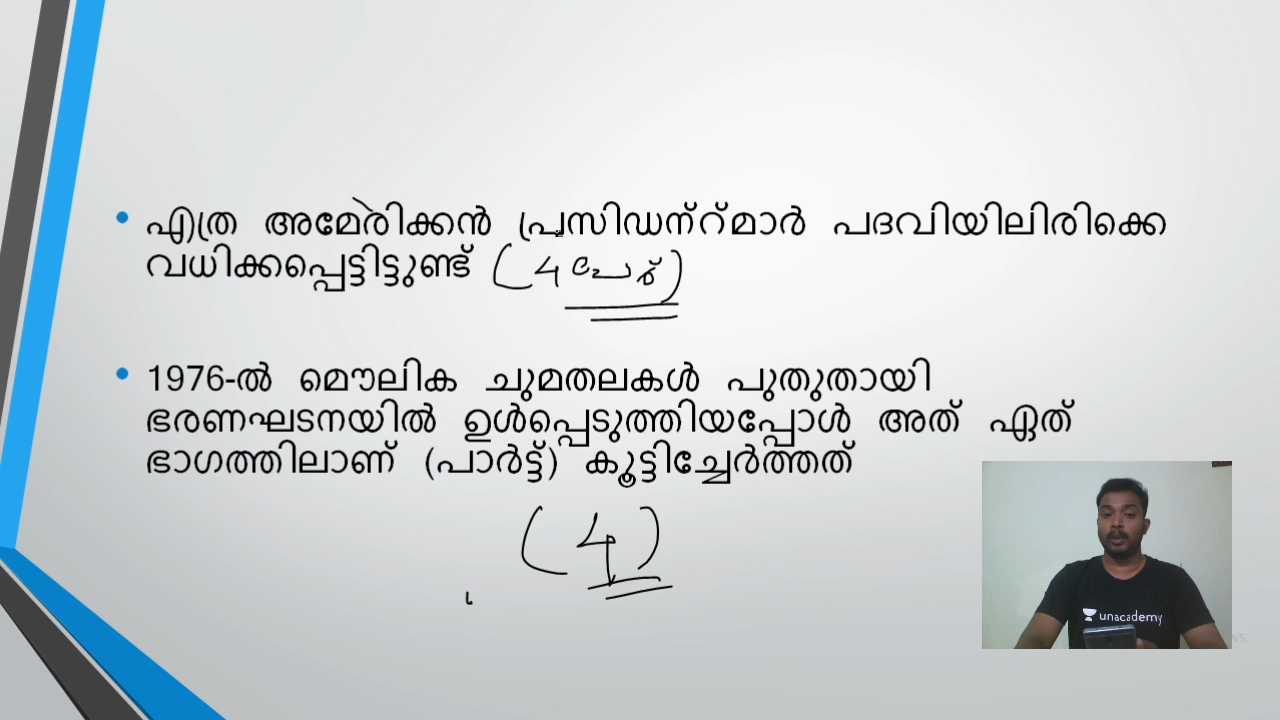 എത്ര അമേരിക്കൻ പ്രസിഡന്റ്മാർ പദവിയിലിരിക്കെ
വധിക്കപ്പെട്ടിട്ടുണ്ട് (4 പേർ)
1976-ൽ മൌലിക ചുമതലകൾ പുതുതായി
ഭരണഘടനയിൽ ഉൾപ്പെടുത്തിയപ്പോൾ അത് ഏത്
ഭാഗത്തിലാണ് (പാർട്ട്) കൂട്ടിച്ചേർത്തത്
(4)
unacademy